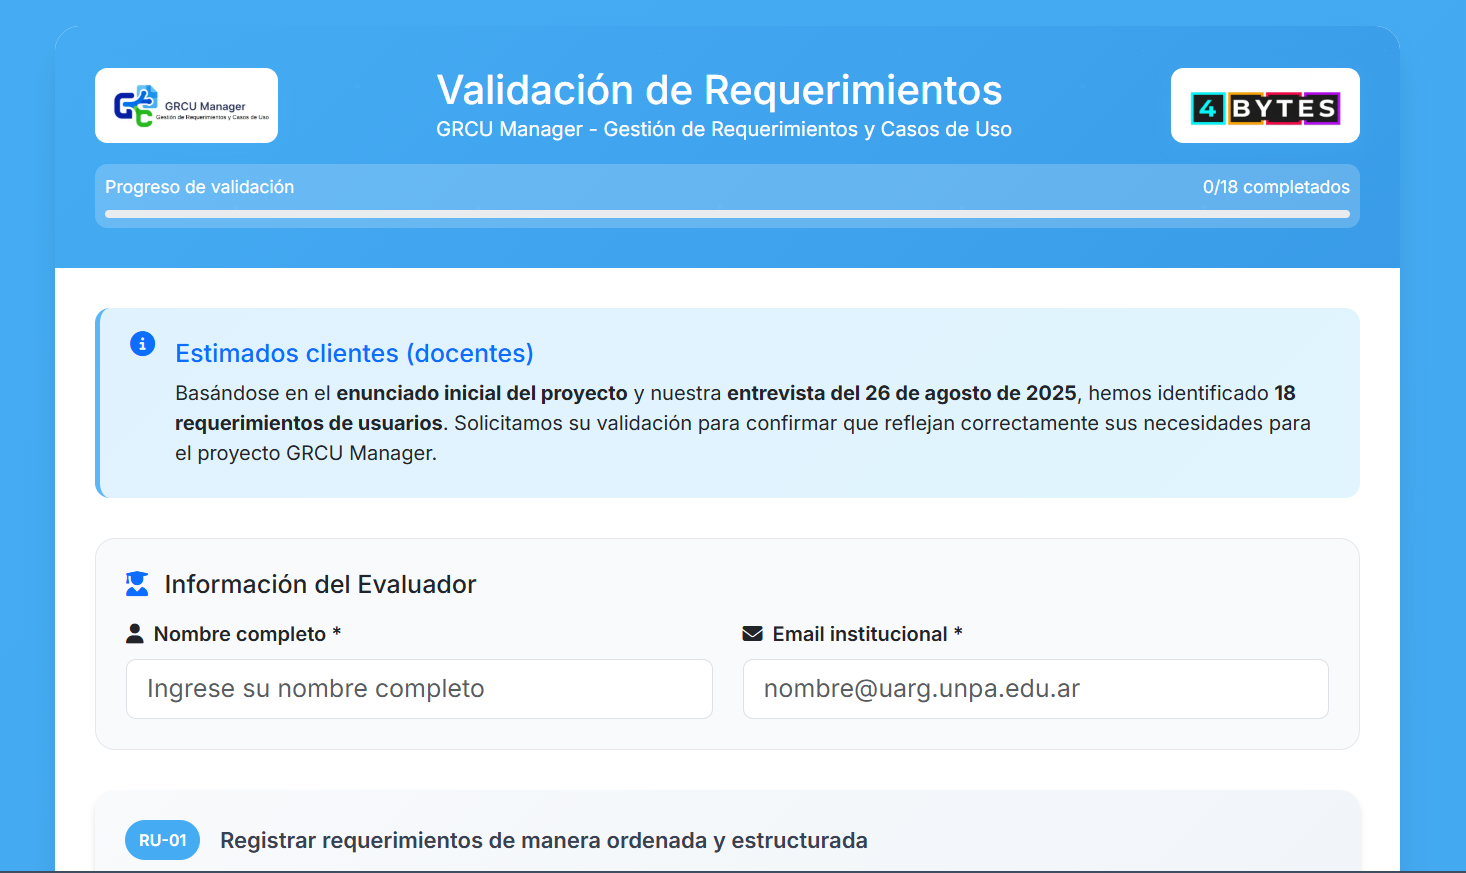 GRCU Manager
Gestión de Requerimientos y Casos de Uso
Validación de Requerimientos
GRCU Manager - Gestión de Requerimientos y Casos de Uso
4 BYTES
Progreso de validación
0/18 completados
Estimados clientes (docentes)
Basándose en el enunciado inicial del proyecto y nuestra entrevista del 26 de agosto de 2025, hemos identificado 18
requerimientos de usuarios. Solicitamos su validación para confirmar que reflejan correctamente sus necesidades para
el proyecto GRCU Manager.
Información del Evaluador
Nombre completo *
Email institucional *
Ingrese su nombre completo
nombre@uarg.unpa.edu.ar
RU-01
Registrar requerimientos de manera ordenada y estructurada